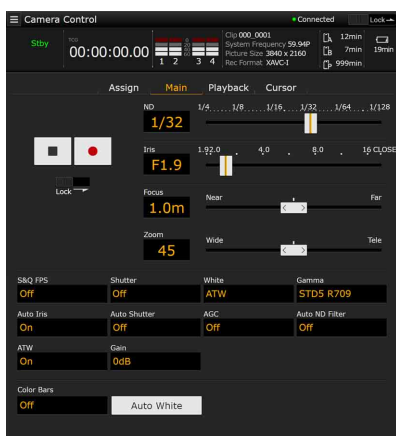 Camera Control
Connected
Lock
Stby
TCG
00:00:00.00
0
20
40
60
1 2 3 4
Clip 000_0001
System Frequency 59.94P
Picture Size 3840 x 2160
Rec Format XAVC-I
A 12min
B 7min
999min
19min
Assign Main Playback Cursor
ND
1/32
1/4 1/8 1/16 1/32 1/64 1/128
Iris
F1.9
1.92.0 4.0 8.0 16 CLOSE
Lock
Focus
1.0m
Near Far
Zoom
45
Wide Tele
S&Q FPS Shutter White Gamma
Off Off ATW STD5 R709
Auto Iris Auto Shutter AGC Auto ND Filter
On Off Off Off
ATW Gain
On 0dB
Color Bars
Off Auto White